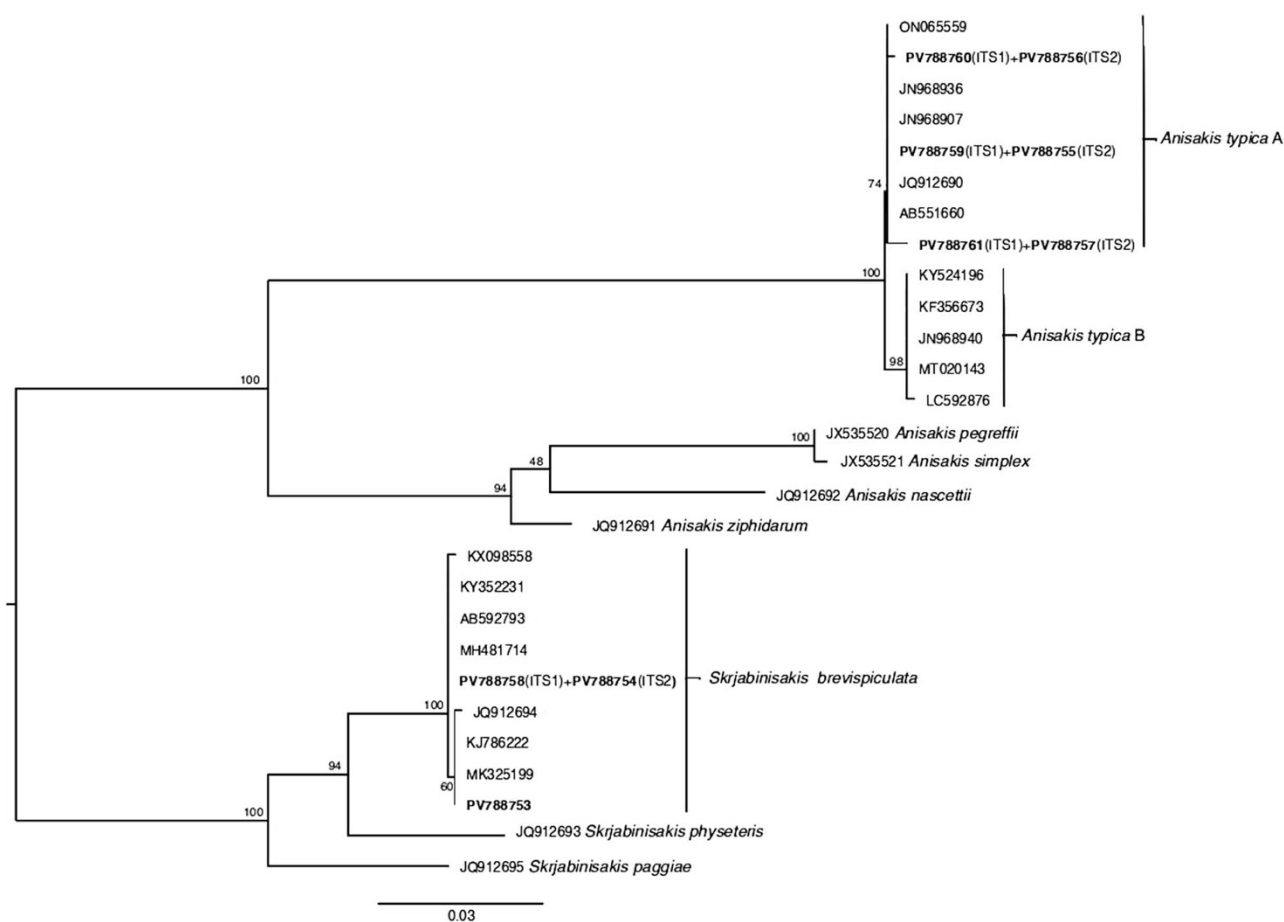 ON065559
PV788760(ITS1)+PV788756(ITS2)
JN968936
JN968907
Anisakis typica A
PV788759(ITS1)+PV788755(ITS2)
JQ912690
74
AB551660
PV788761(ITS1)+PV788757(ITS2)
100
KY524196
KF356673
JN968940
Anisakis typica B
98
MT020143
LC592876
100
100
JX535520 Anisakis pegreffii
JX535521 Anisakis simplex
48
94
JQ912692 Anisakis nascettii
JQ912691 Anisakis ziphidarum
KX098558
KY352231
AB592793
MH481714
PV788758(ITS1)+PV788754(ITS2)
Skrjabinisakis brevispiculata
100
JQ912694
KJ786222
94
MK325199
60
PV788753
100
JQ912693 Skrjabinisakis physeteris
JQ912695 Skrjabinisakis paggiae
0.03